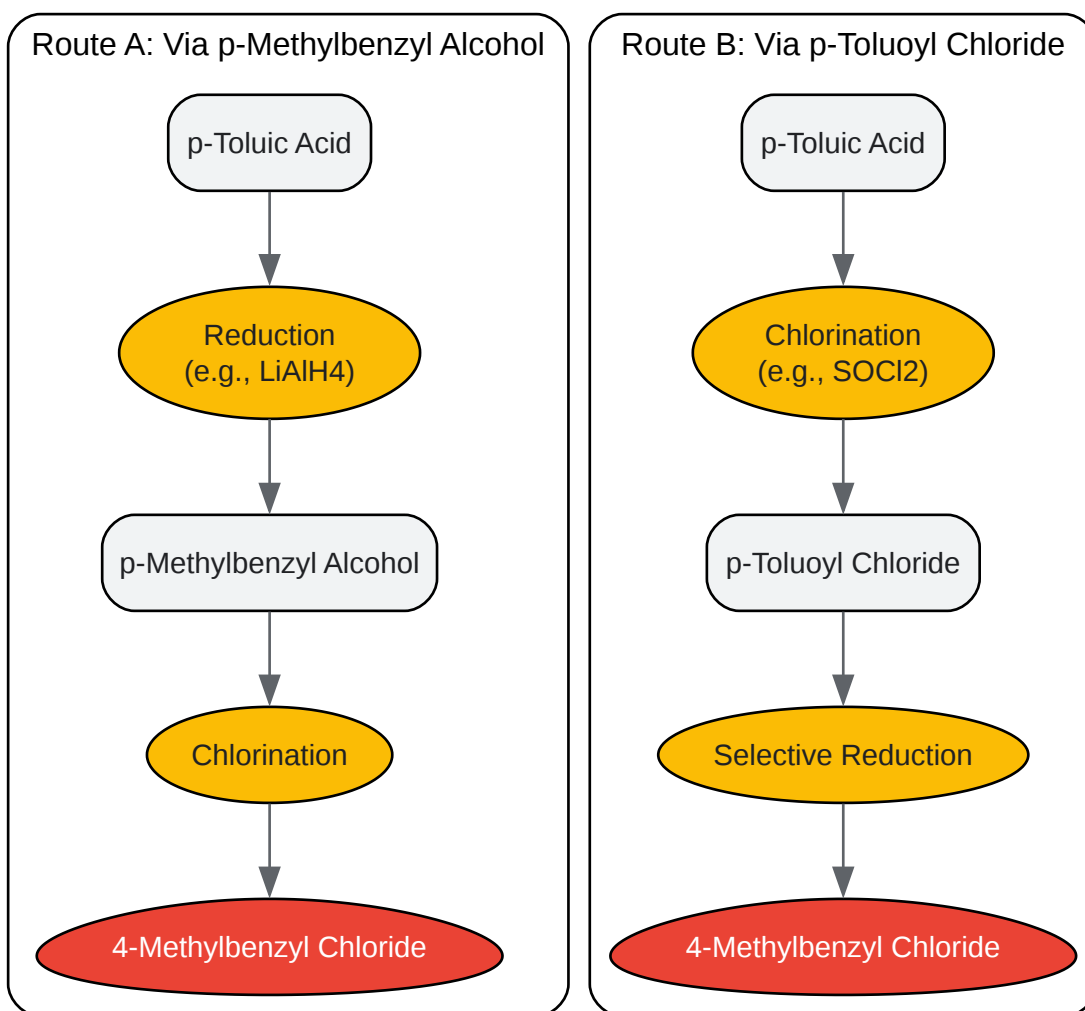 Route A: Via p-Methylbenzyl Alcohol
p-Toluic Acid
Reduction
(e.g., LiAlH4)
p-Methylbenzyl Alcohol
Chlorination
4-Methylbenzyl Chloride
Route B: Via p-Toluoyl Chloride
p-Toluic Acid
Chlorination
(e.g., SOCl2)
p-Toluoyl Chloride
Selective Reduction
4-Methylbenzyl Chloride